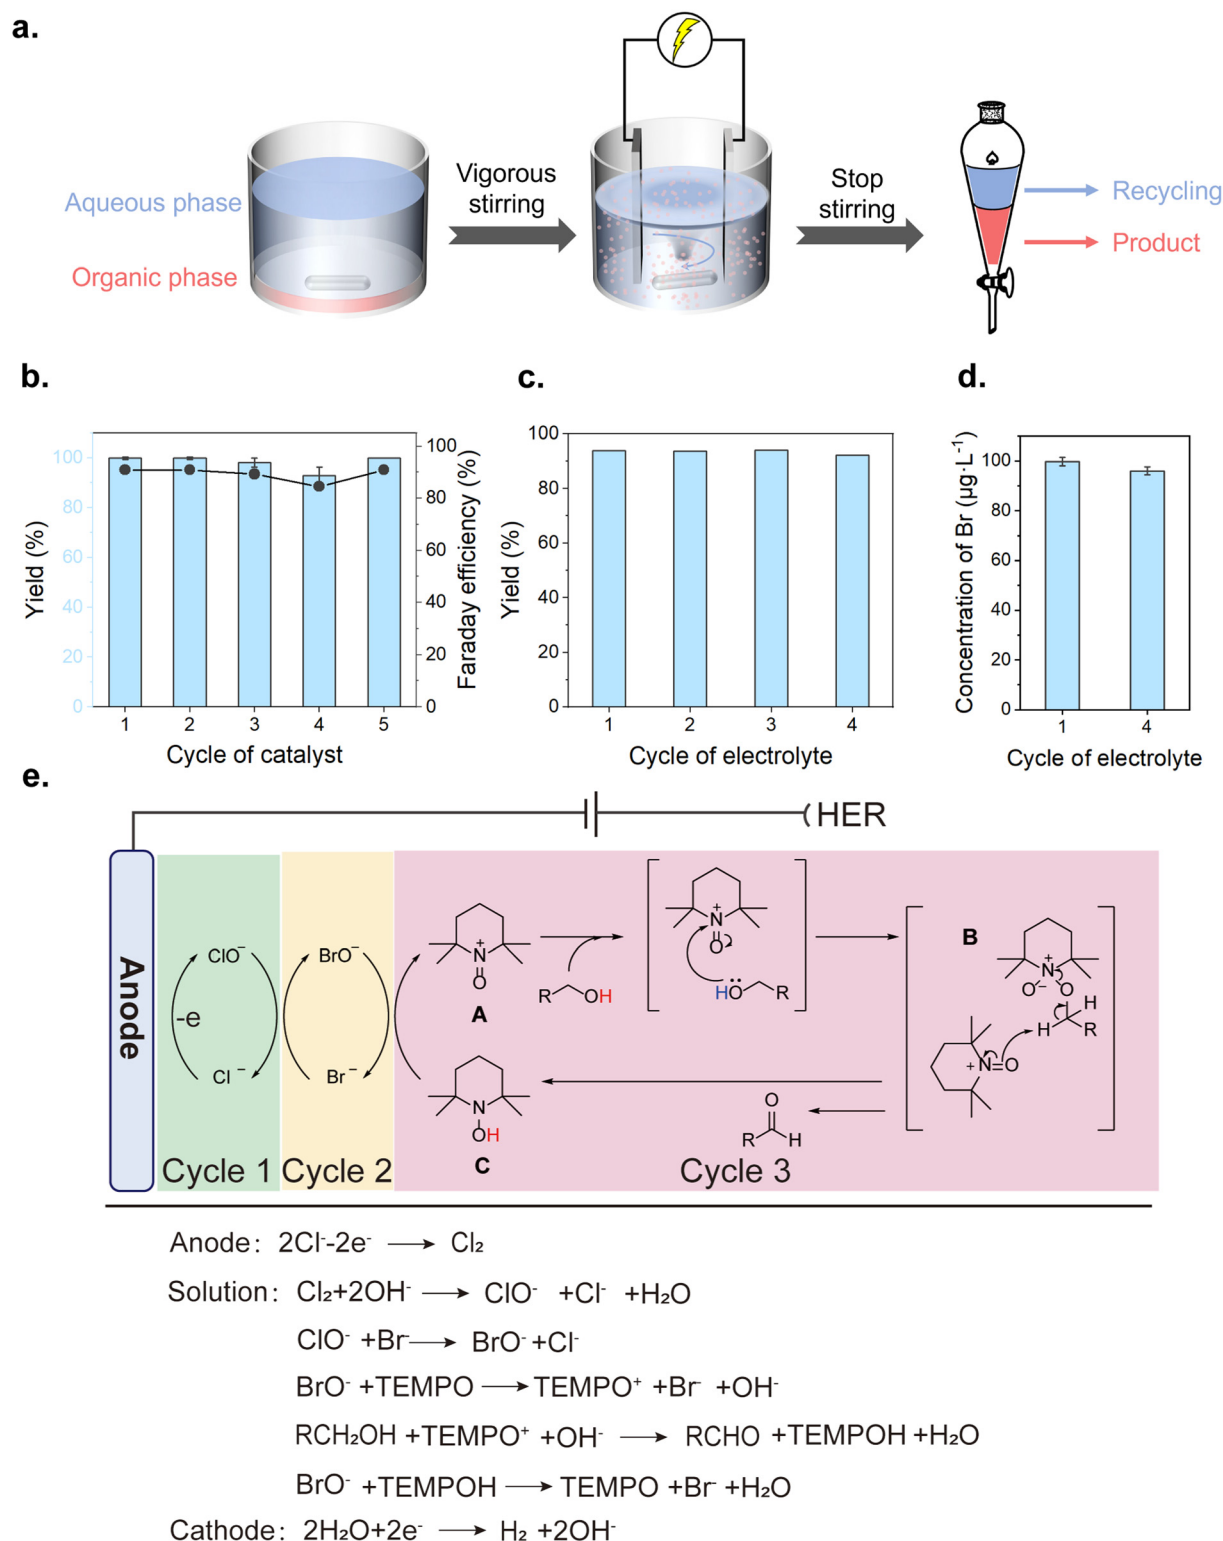 a.
Aqueous phase
Organic phase
Vigorous
stirring
Stop
stirring
Recycling
Product
b.
Yield (%)
100
80
60
40
20
0
100
80
60
40
20
0
Faraday efficiency (%)
1 2 3 4 5
Cycle of catalyst
c.
Yield (%)
100
80
60
40
20
0
1 2 3 4
Cycle of electrolyte
d.
Concentration of Br (µg·L⁻¹)
100
80
60
40
20
0
1 4
Cycle of electrolyte
e.
HER
Anode
ClO⁻
-e
Cl⁻
Cycle 1
BrO⁻
Br⁻
Cycle 2
N⁺
O
A
R OH
N⁺
O
HO R
B
N⁺
O⁻ O
H H
R
⁺N=O
N
OH
C
O
R H
Cycle 3
Anode: 2Cl⁻-2e⁻ ⟶ Cl₂
Solution: Cl₂+2OH⁻ ⟶ ClO⁻ +Cl⁻ +H₂O
ClO⁻ +Br⁻ ⟶ BrO⁻+Cl⁻
BrO⁻ +TEMPO ⟶ TEMPO⁺ +Br⁻ +OH⁻
RCH₂OH +TEMPO⁺ +OH⁻ ⟶ RCHO +TEMPOH +H₂O
BrO⁻ +TEMPOH ⟶ TEMPO +Br⁻ +H₂O
Cathode: 2H₂O+2e⁻ ⟶ H₂ +2OH⁻